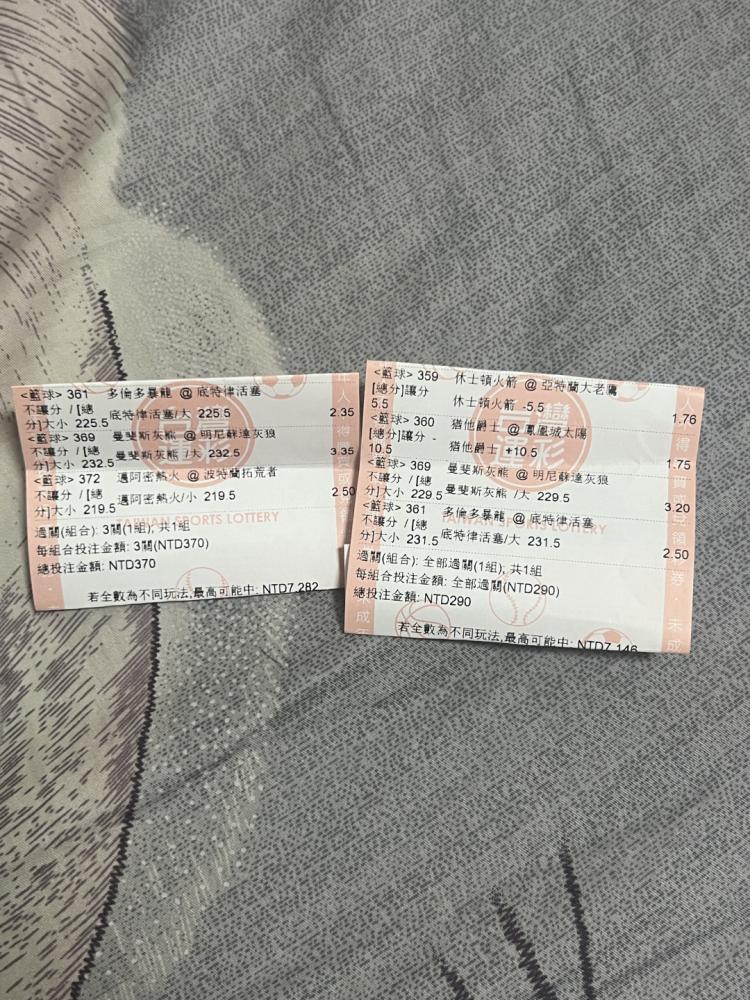 <籃球> 361 多倫多暴龍 @ 底特律活塞
不讓分 / [總分]大小 225.5 底特律活塞/大 225.5 2.35
<籃球> 369 曼斐斯灰熊 @ 明尼蘇達灰狼
不讓分 / [總分]大小 232.5 曼斐斯灰熊 /大 232.5 3.35
<籃球> 372 邁阿密熱火 @ 波特蘭拓荒者
不讓分 / [總分]大小 219.5 邁阿密熱火/小 219.5 2.50
TAIWAN SPORTS LOTTERY
過關(組合): 3關(1組); 共1組
每組合投注金額: 3關(NTD370)
總投注金額: NTD370
若全數為不同玩法,最高可能中: NTD7,282
<籃球> 359 休士頓火箭 @ 亞特蘭大老鷹
[總分]讓分 5.5 休士頓火箭 -5.5 1.76
<籃球> 360 猶他爵士 @ 鳳凰城太陽
[總分]讓分 -10.5 猶他爵士 +10.5 1.75
<籃球> 369 曼斐斯灰熊 @ 明尼蘇達灰狼
不讓分 / [總分]大小 229.5 曼斐斯灰熊 /大 229.5 3.20
<籃球> 361 多倫多暴龍 @ 底特律活塞
不讓分 / [總分]大小 231.5 底特律活塞/大 231.5 2.50
TAIWAN SPORTS LOTTERY
過關(組合): 全部過關(1組); 共1組
每組合投注金額: 全部過關(NTD290)
總投注金額: NTD290
若全數為不同玩法,最高可能中: NTD7,146